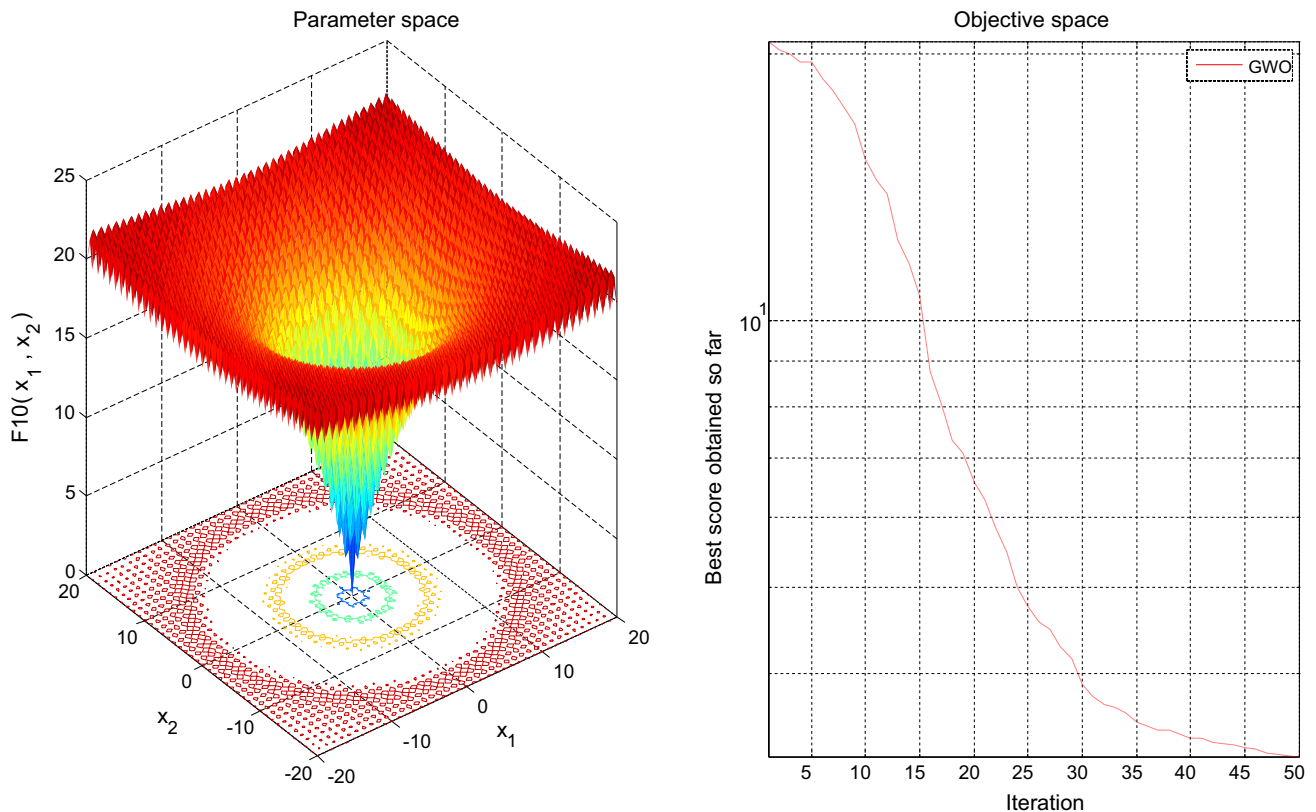 Parameter space
25
20
15
10
5
0
F10( x1 , x2)
20
10
0
-10
-20
x2
-20
-10
0
10
20
x1
Objective space
GWO
10^1
Best score obtained so far
5 10 15 20 25 30 35 40 45 50
Iteration